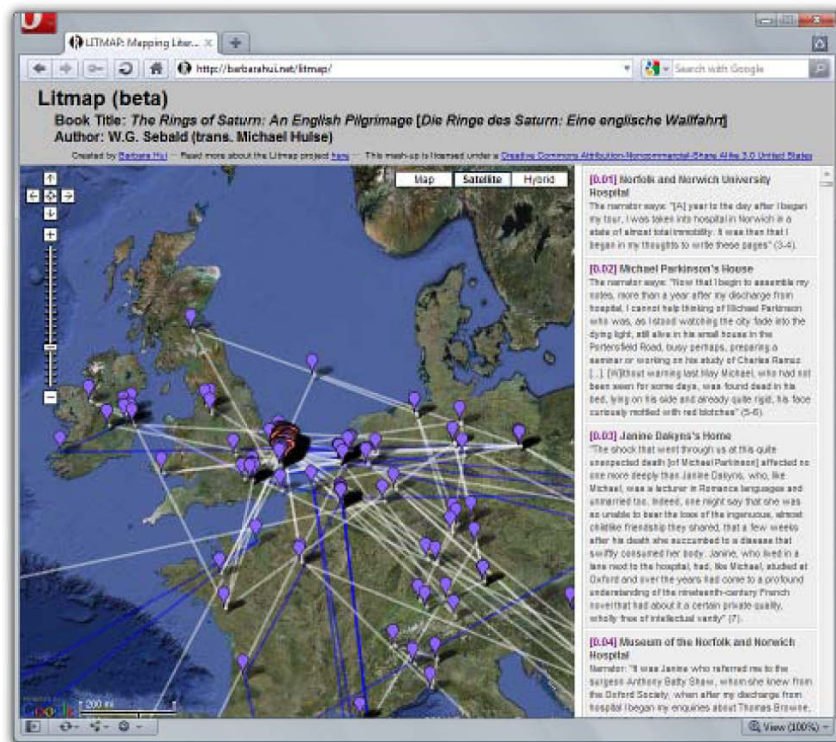 LITMAP: Mapping Liter...
http://barbarahui.net/litmap/
Search with Google
Litmap (beta)
Book Title: The Rings of Saturn: An English Pilgrimage [Die Ringe des Saturn: Eine englische Wallfahrt]
Author: W.G. Sebald (trans. Michael Hulse)
Created by Barbara Hui -- Read more about the Litmap project here -- This mash-up is licensed under a Creative Commons Attribution-Noncommercial-Share Alike 3.0 United States
Map
Satellite
Hybrid
200 mi
Google
[0.01] Norfolk and Norwich University
Hospital
The narrator says: "[A] year to the day after I began
my tour, I was taken into hospital in Norwich in a
state of almost total immobility. It was then that I
began in my thoughts to write these pages" (3-4).
[0.02] Michael Parkinson's House
The narrator says: "Now that I begin to assemble my
notes, more than a year after my discharge from
hospital, I cannot help thinking of Michael Parkinson
who was, as I stood watching the city fade into the
dying light, still alive in his small house in the
Portersfield Road, busy perhaps, preparing a
seminar or working on his study of Charles Ramuz
[...]. [W]ithout warning last May Michael, who had not
been seen for some days, was found dead in his
bed, lying on his side and already quite rigid, his face
curiously mottled with red blotches" (5-6).
[0.03] Janine Dakyns's Home
"The shock that went through us at this quite
unexpected death [of Michael Parkinson] affected no
one more deeply than Janine Dakyns, who, like
Michael, was a lecturer in Romance languages and
unmarried too. Indeed, one might say that she was
so unable to bear the loss of the ingenuous, almost
childlike friendship they shared, that a few weeks
after his death she succumbed to a disease that
swiftly consumed her body. Janine, who lived in a
lane next to the hospital, had, like Michael, studied at
Oxford and over the years had come to a profound
understanding of the nineteenth-century French
novel that had about it a certain private quality,
wholly free of intellectual vanity" (7).
[0.04] Museum of the Norfolk and Norwich
Hospital
Narrator: "It was Janine who referred me to the
surgeon Anthony Batty Shaw, whom she knew from
the Oxford Society, when after my discharge from
hospital I began my enquiries about Thomas Browne,
View (100%)